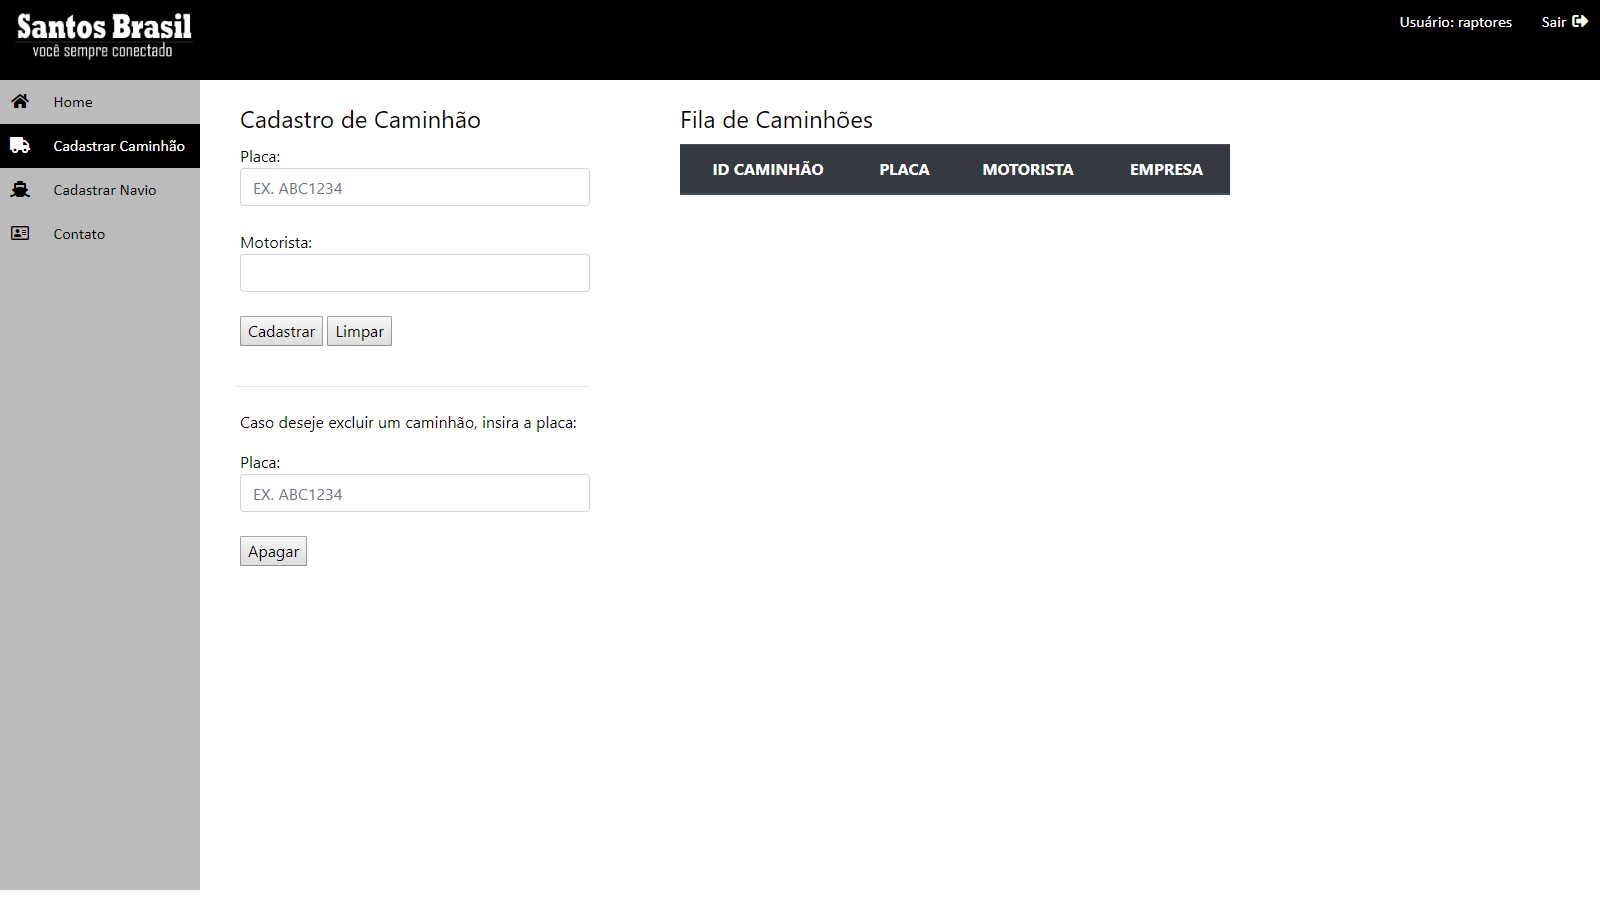 Santos Brasil
você sempre conectado
Usuário: raptores Sair
Home
Cadastrar Caminhão
Cadastrar Navio
Contato
Cadastro de Caminhão
Placa:
EX. ABC1234
Motorista:
Cadastrar Limpar
Caso deseje excluir um caminhão, insira a placa:
Placa:
EX. ABC1234
Apagar
Fila de Caminhões
ID CAMINHÃO PLACA MOTORISTA EMPRESA